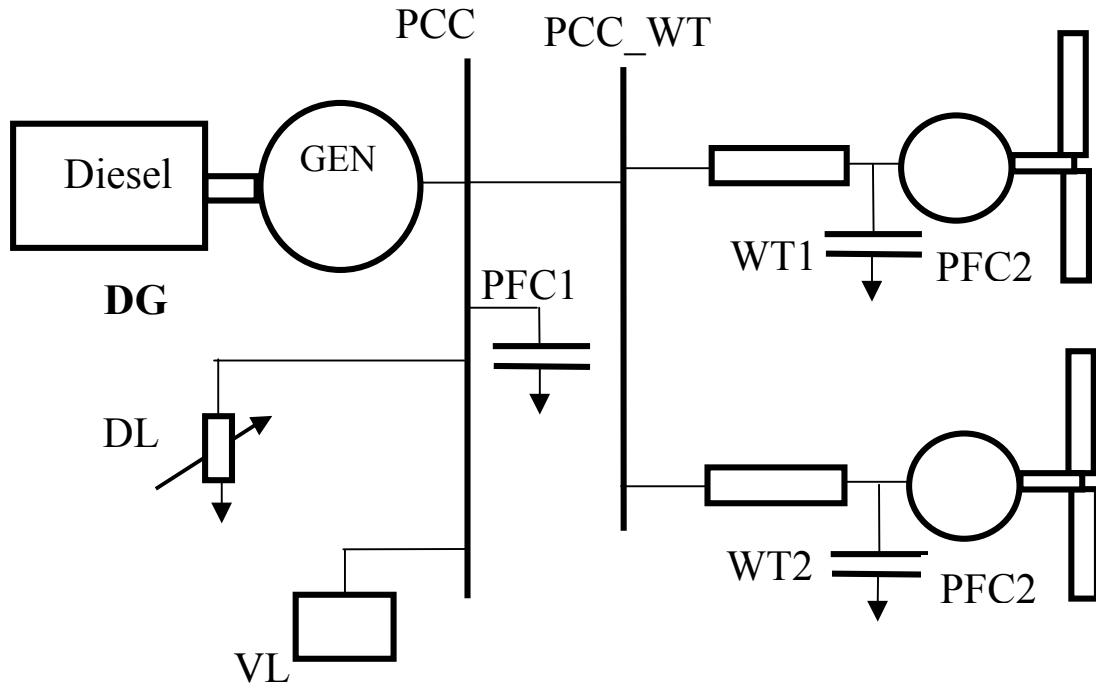 PCC
PCC_WT
GEN
Diesel
DG
PFC1
WT1
PFC2
DL
WT2
PFC2
VL